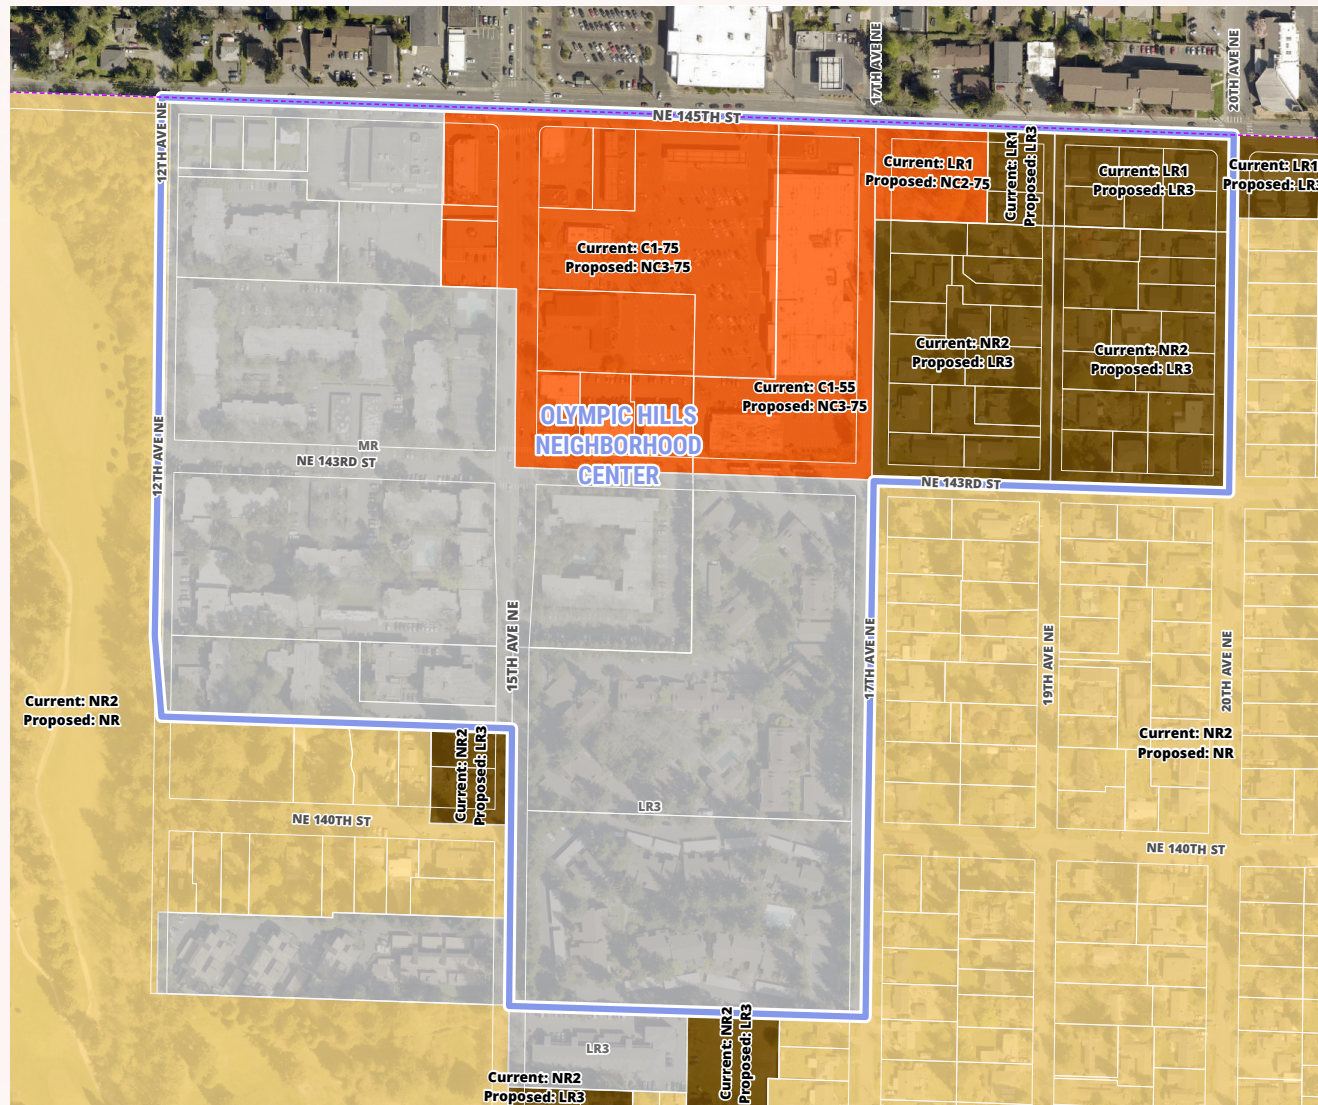 17TH AVE NE
20TH AVE NE
12TH AVE NE
NE 145TH ST
Current: LR1
Proposed: NC2-75
Current: LR1
Proposed: LR3
Current: LR1
Proposed: LR3
Current: LR1
Proposed: LR3
Current: C1-75
Proposed: NC3-75
Current: NR2
Proposed: LR3
Current: NR2
Proposed: LR3
Current: C1-55
Proposed: NC3-75
OLYMPIC HILLS
NEIGHBORHOOD
CENTER
MR
NE 143RD ST
12TH AVE NE
NE 143RD ST
15TH AVE NE
17TH AVE NE
19TH AVE NE
20TH AVE NE
Current: NR2
Proposed: NR
Current: NR2
Proposed: NR
Current: NR2
Proposed: LR3
LR3
NE 140TH ST
NE 140TH ST
Current: NR2
Proposed: LR3
LR3
Current: NR2
Proposed: LR3